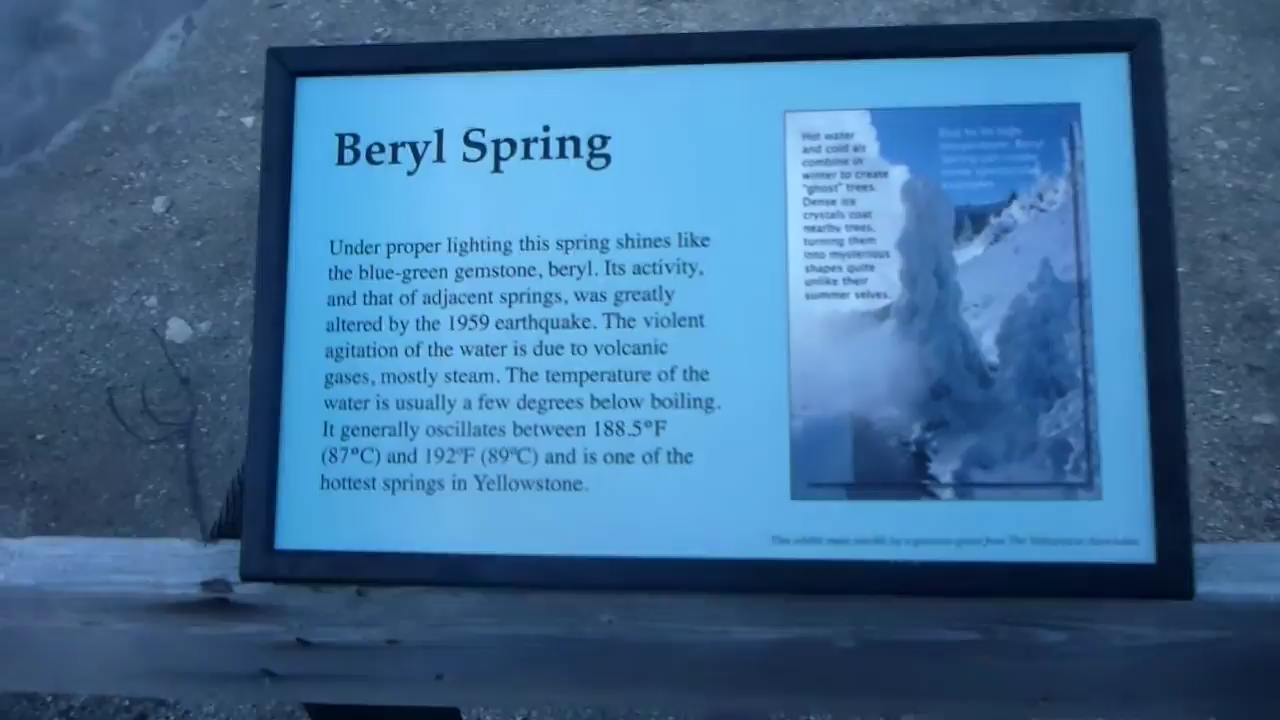 Beryl Spring
Under proper lighting this spring shines like
the blue-green gemstone, beryl. Its activity,
and that of adjacent springs, was greatly
altered by the 1959 earthquake. The violent
agitation of the water is due to volcanic
gases, mostly steam. The temperature of the
water is usually a few degrees below boiling.
It generally oscillates between 188.5°F
(87°C) and 192°F (89°C) and is one of the
hottest springs in Yellowstone.
Hot water
and cold air
combine in
winter to create
"ghost" trees.
Dense ice
crystals coat
nearby trees,
turning them
into mysterious
shapes quite
unlike their
summer selves.